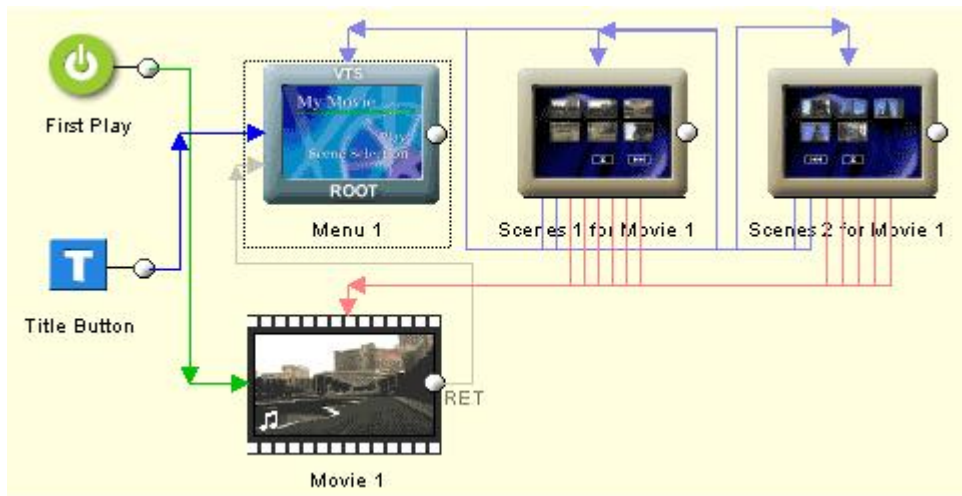 First Play
VTS
My Movie
Play
Scene Selection
ROOT
Menu 1
Scenes 1 for Movie 1
Scenes 2 for Movie 1
T
Title Button
RET
Movie 1